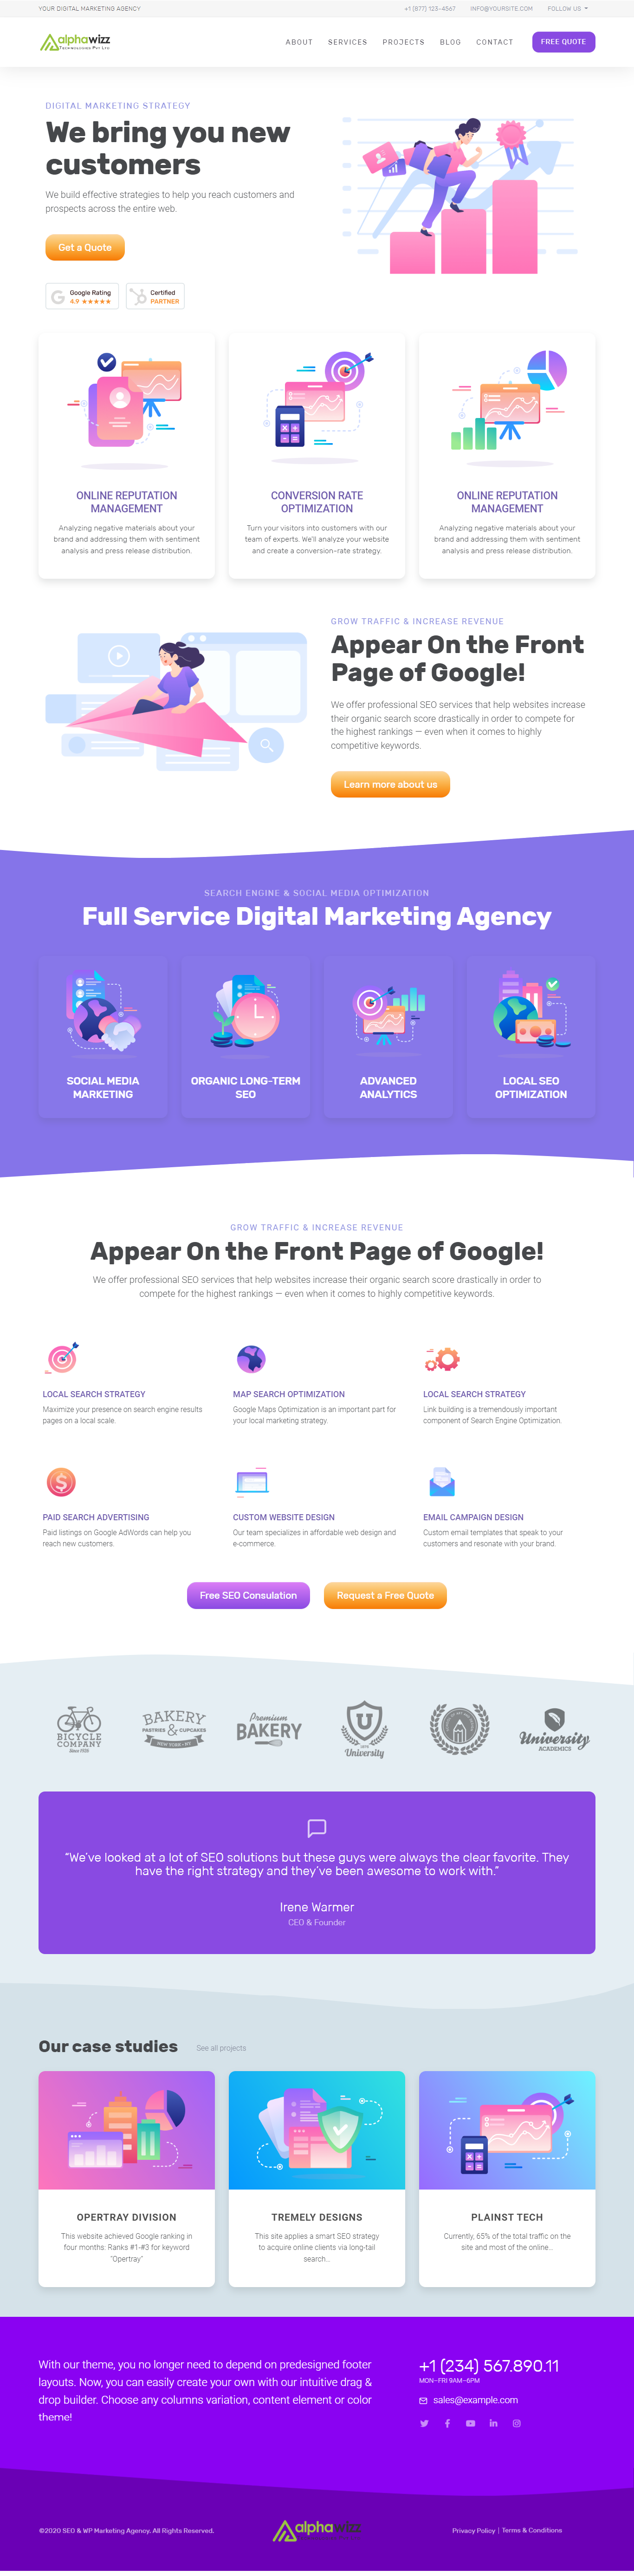 YOUR DIGITAL MARKETING AGENCY
+1 (877) 123-4567 INFO@YOURSITE.COM FOLLOW US
alphawizz
Technologies Pvt Ltd
ABOUT SERVICES PROJECTS BLOG CONTACT FREE QUOTE
DIGITAL MARKETING STRATEGY
We bring you new
customers
We build effective strategies to help you reach customers and
prospects across the entire web.
Get a Quote
Google Rating
4.9 ★★★★★
Certified
PARTNER
ONLINE REPUTATION
MANAGEMENT
Analyzing negative materials about your
brand and addressing them with sentiment
analysis and press release distribution.
CONVERSION RATE
OPTIMIZATION
Turn your visitors into customers with our
team of experts. We'll analyze your website
and create a conversion-rate strategy.
ONLINE REPUTATION
MANAGEMENT
Analyzing negative materials about your
brand and addressing them with sentiment
analysis and press release distribution.
GROW TRAFFIC & INCREASE REVENUE
Appear On the Front
Page of Google!
We offer professional SEO services that help websites increase
their organic search score drastically in order to compete for
the highest rankings — even when it comes to highly
competitive keywords.
Learn more about us
SEARCH ENGINE & SOCIAL MEDIA OPTIMIZATION
Full Service Digital Marketing Agency
SOCIAL MEDIA
MARKETING
ORGANIC LONG-TERM
SEO
ADVANCED
ANALYTICS
LOCAL SEO
OPTIMIZATION
GROW TRAFFIC & INCREASE REVENUE
Appear On the Front Page of Google!
We offer professional SEO services that help websites increase their organic search score drastically in order to
compete for the highest rankings — even when it comes to highly competitive keywords.
LOCAL SEARCH STRATEGY
Maximize your presence on search engine results
pages on a local scale.
MAP SEARCH OPTIMIZATION
Google Maps Optimization is an important part for
your local marketing strategy.
LOCAL SEARCH STRATEGY
Link building is a tremendously important
component of Search Engine Optimization.
PAID SEARCH ADVERTISING
Paid listings on Google AdWords can help you
reach new customers.
CUSTOM WEBSITE DESIGN
Our team specializes in affordable web design and
e-commerce.
EMAIL CAMPAIGN DESIGN
Custom email templates that speak to your
customers and resonate with your brand.
Free SEO Consulation
Request a Free Quote
BICYCLE
COMPANY
Since 1920
BAKERY
PASTRIES & CUPCAKES
NEW YORK - NY
Premium
BAKERY
U
University
University
ACADEMICS
“We’ve looked at a lot of SEO solutions but these guys were always the clear favorite. They
have the right strategy and they’ve been awesome to work with.”
Irene Warmer
CEO & Founder
Our case studies
See all projects
OPERTRAY DIVISION
This website achieved Google ranking in
four months: Ranks #1-#3 for keyword
“Opertray”
TREMELY DESIGNS
This site applies a smart SEO strategy
to acquire online clients via long-tail
search...
PLAINST TECH
Currently, 65% of the total traffic on the
site and most of the online...
With our theme, you no longer need to depend on predesigned footer
layouts. Now, you can easily create your own with our intuitive drag &
drop builder. Choose any columns variation, content element or color
theme!
+1 (234) 567.890.11
MON–FRI 9AM–6PM
sales@example.com
©2020 SEO & WP Marketing Agency. All Rights Reserved.
alphawizz
Privacy Policy | Terms & Conditions